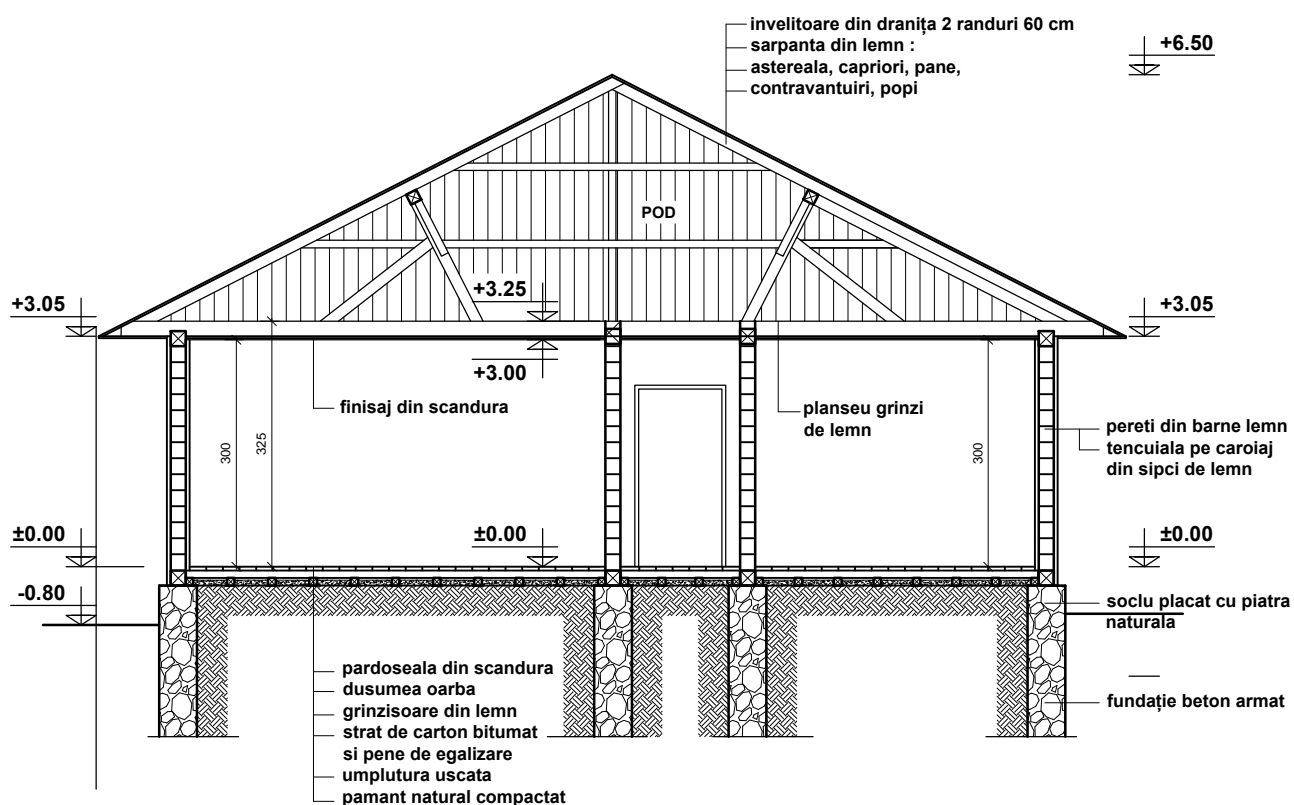 invelitoare din dranița 2 randuri 60 cm
sarpanta din lemn :
astereala, capriori, pane,
contravantuiri, popi
+6.50
POD
+3.05
+3.25
+3.05
+3.00
finisaj din scandura
planseu grinzi
de lemn
300
325
300
pereti din barne lemn
tencuiala pe caroiaj
din sipci de lemn
±0.00
±0.00
±0.00
-0.80
soclu placat cu piatra
naturala
pardoseala din scandura
dusumea oarba
grinzisoare din lemn
strat de carton bitumat
si pene de egalizare
umplutura uscata
pamant natural compactat
fundație beton armat